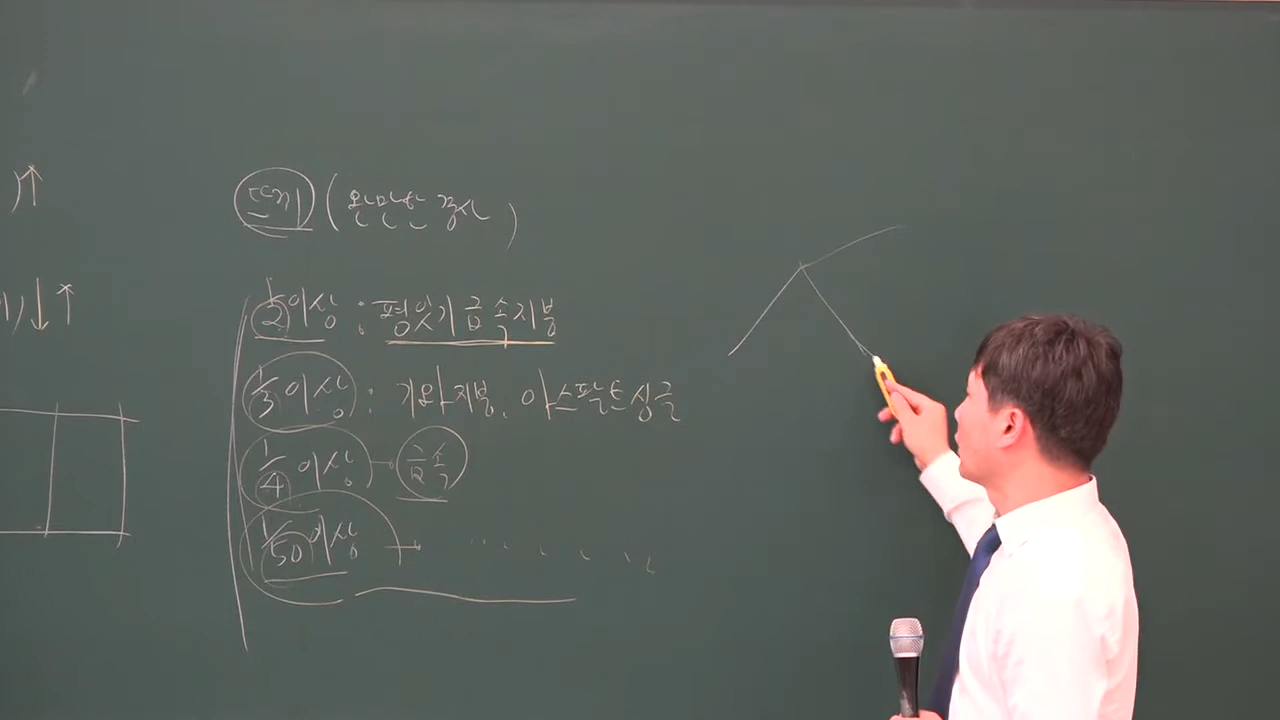 )↑
) ↓ ↑
뜨기 (완만한 경사)
1/2 이상 : 평잇기 금속지붕
1/3 이상 : 기와지붕, 아스팔트싱글
1/4 이상 → 금속
1/50 이상 →